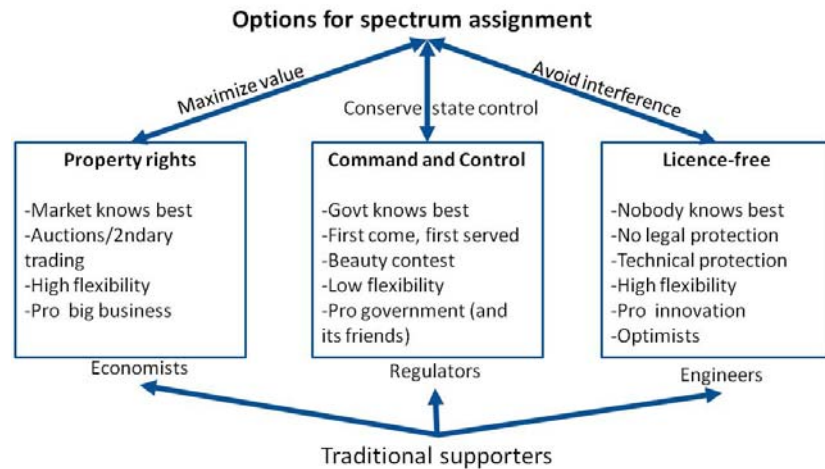 Options for spectrum assignment
Maximize value
Conserve state control
Avoid interference
Property rights
-Market knows best
-Auctions/2ndary
trading
-High flexibility
-Pro big business
Economists
Command and Control
-Govt knows best
-First come, first served
-Beauty contest
-Low flexibility
-Pro government (and
its friends)
Regulators
Licence-free
-Nobody knows best
-No legal protection
-Technical protection
-High flexibility
-Pro innovation
-Optimists
Engineers
Traditional supporters